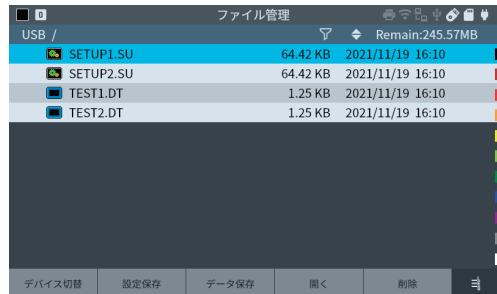 0 ファイル管理
USB / Remain:245.57MB
SETUP1.SU 64.42 KB 2021/11/19 16:10
SETUP2.SU 64.42 KB 2021/11/19 16:10
TEST1.DT 1.25 KB 2021/11/19 16:10
TEST2.DT 1.25 KB 2021/11/19 16:10
デバイス切替 設定保存 データ保存 開く 削除